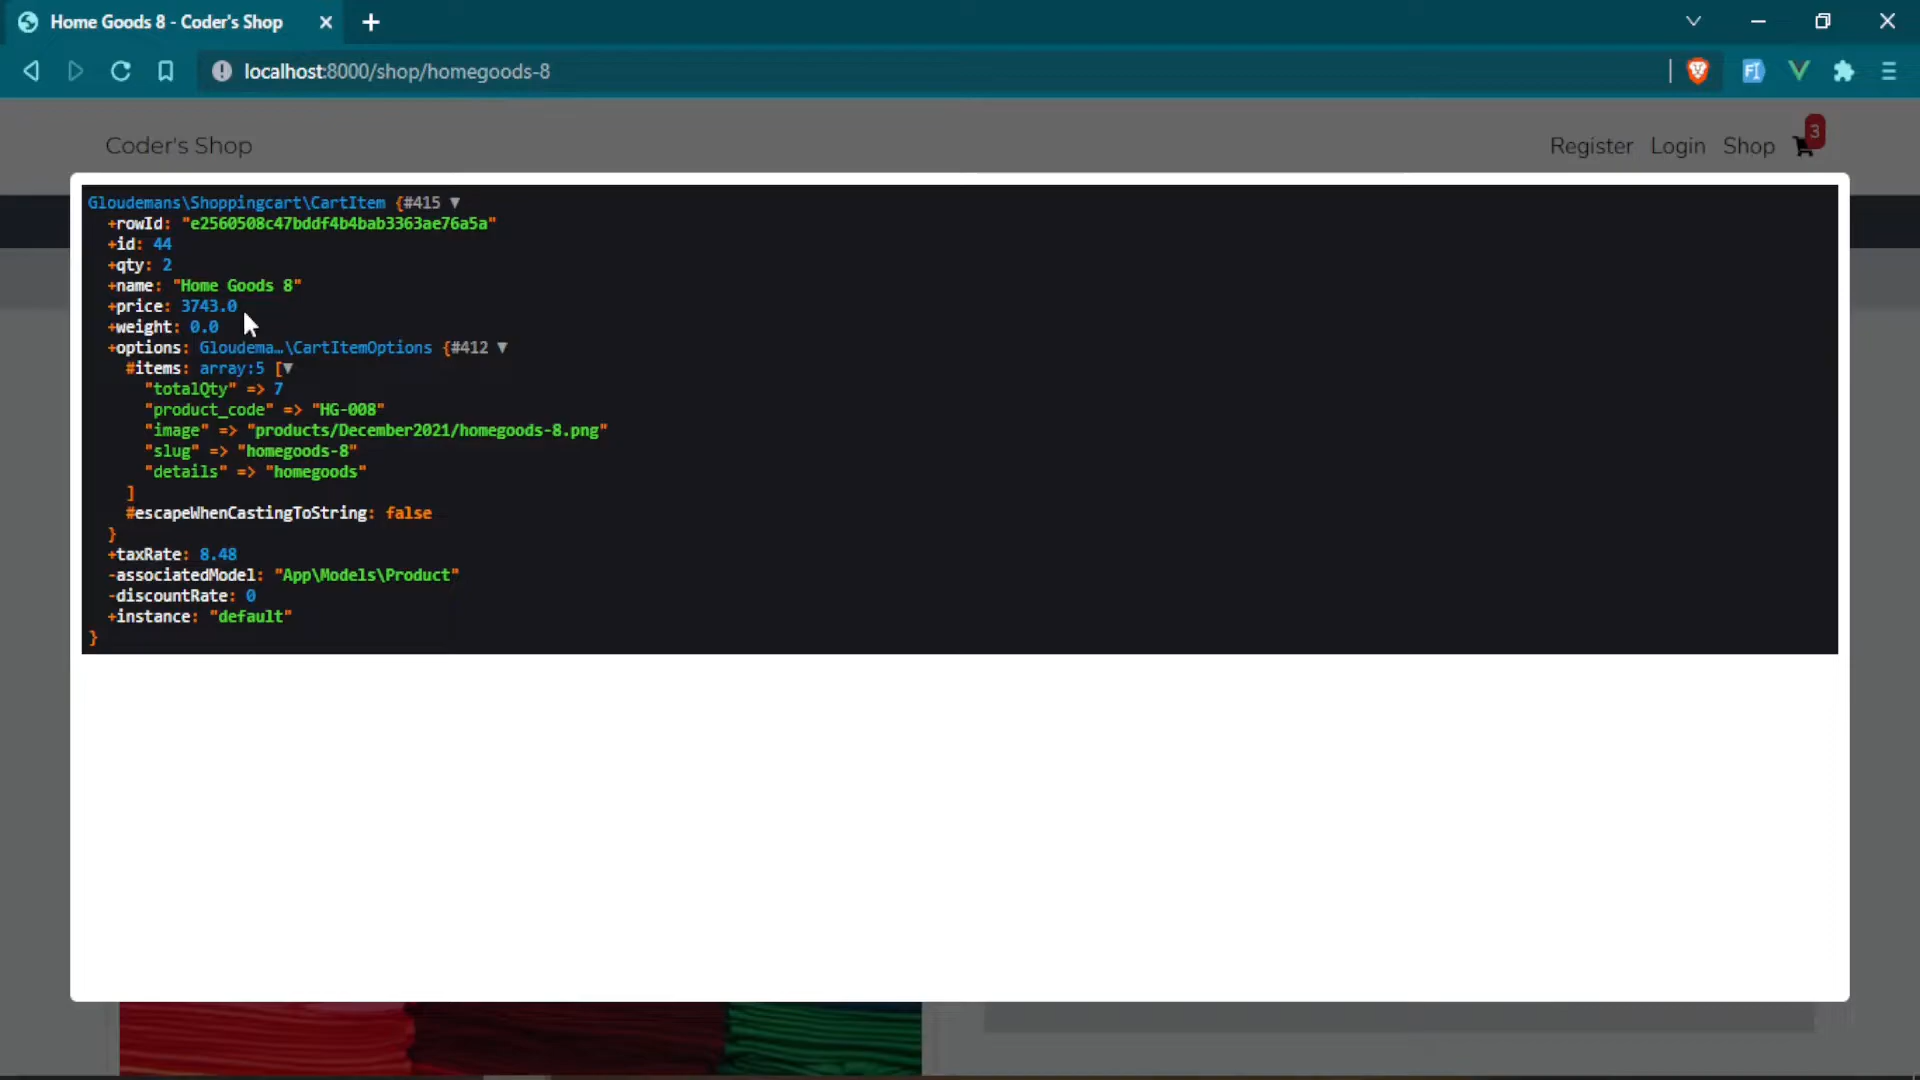 Home Goods 8 - Coder's Shop
localhost:8000/shop/homegoods-8
Coder's Shop
Register Login Shop 3
Gloudemans\Shoppingcart\CartItem {#415 ▼
+rowId: "e2560508c47bddf4b4bab3363ae76a5a"
+id: 44
+qty: 2
+name: "Home Goods 8"
+price: 3743.0
+weight: 0.0
+options: Gloudema…\CartItemOptions {#412 ▼
#items: array:5 [▼
"totalQty" => 7
"product_code" => "HG-008"
"image" => "products/December2021/homegoods-8.png"
"slug" => "homegoods-8"
"details" => "homegoods"
]
#escapeWhenCastingToString: false
}
+taxRate: 8.48
-associatedModel: "App\Models\Product"
-discountRate: 0
+instance: "default"
}